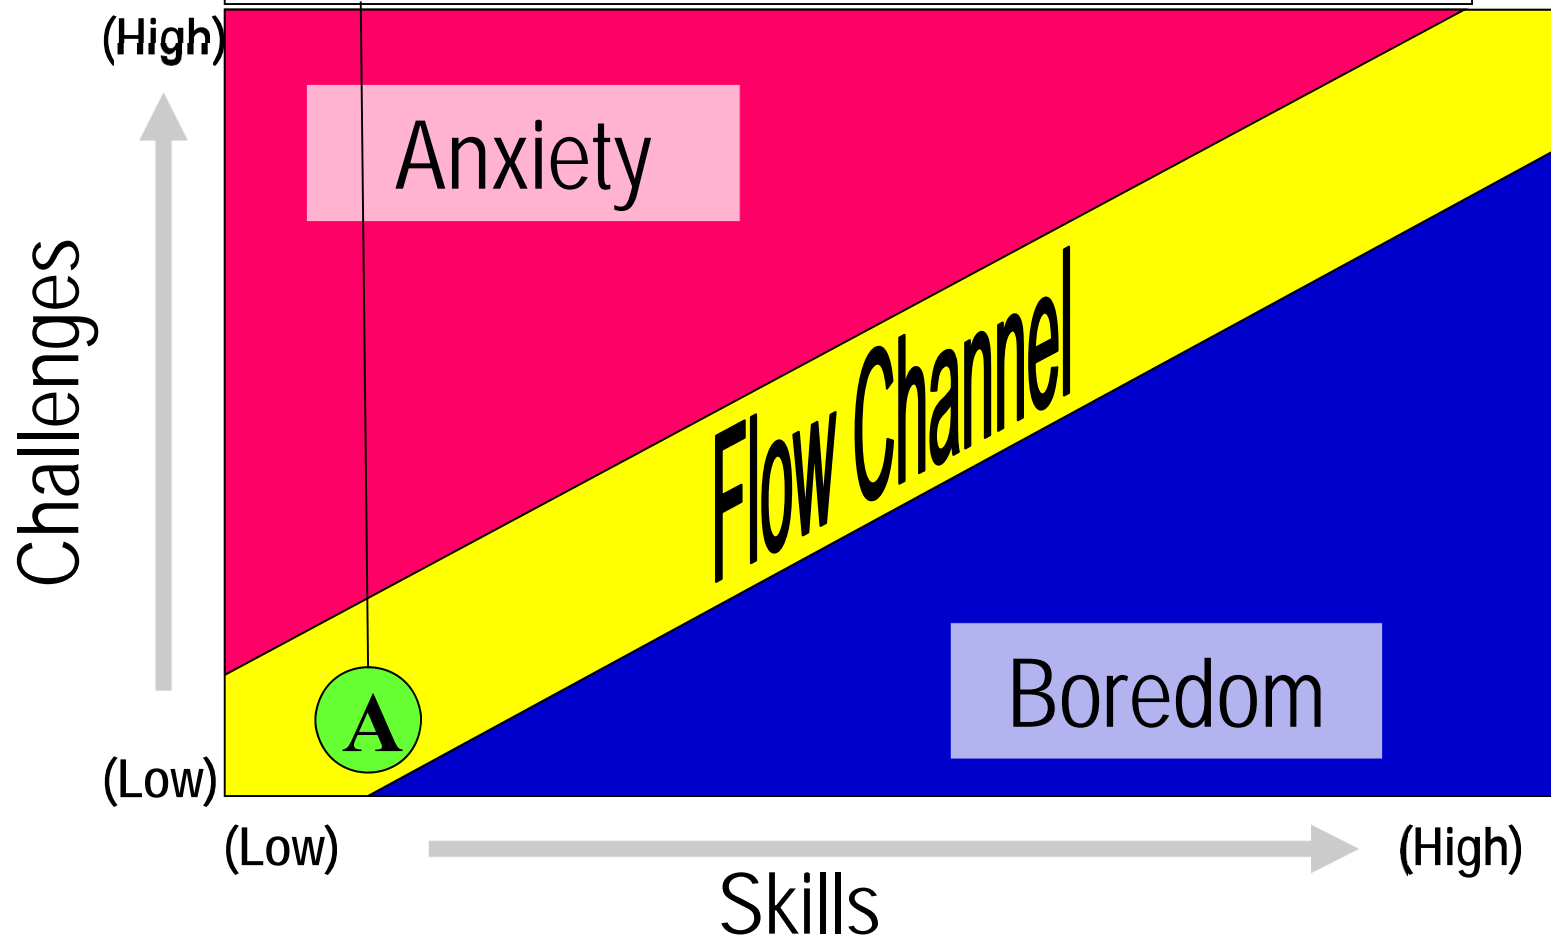 (High)
Anxiety
Challenges
Flow Channel
A
Boredom
(Low)
(Low)
(High)
Skills